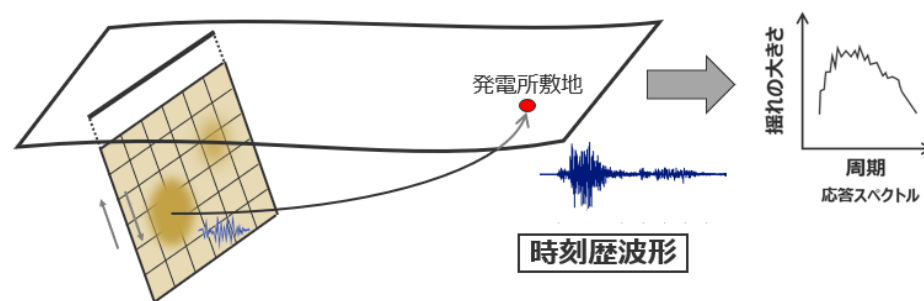 発電所敷地
時刻歴波形
揺れの大きさ
周期
応答スペクトル